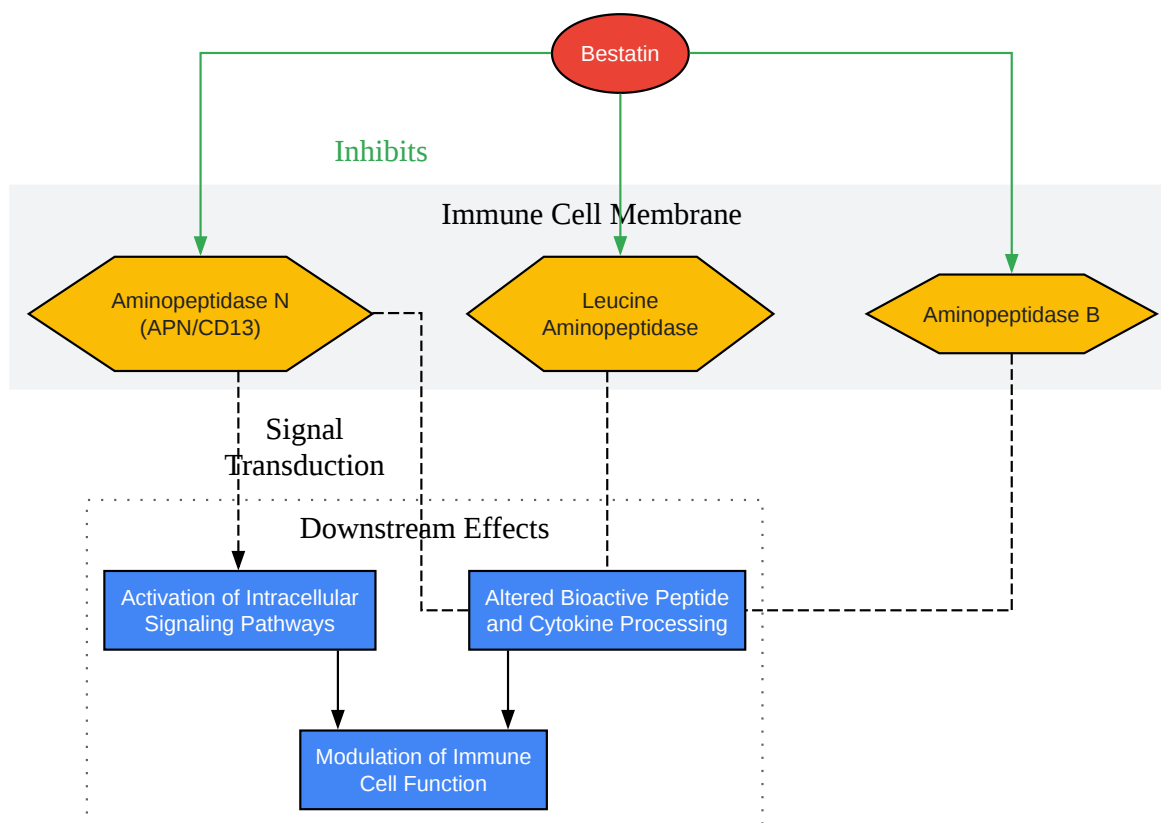 Bestatin
Inhibits
Immune Cell Membrane
Aminopeptidase N
(APN/CD13)
Leucine
Aminopeptidase
Aminopeptidase B
Signal
Transduction
Downstream Effects
Activation of Intracellular
Signaling Pathways
Altered Bioactive Peptide
and Cytokine Processing
Modulation of Immune
Cell Function